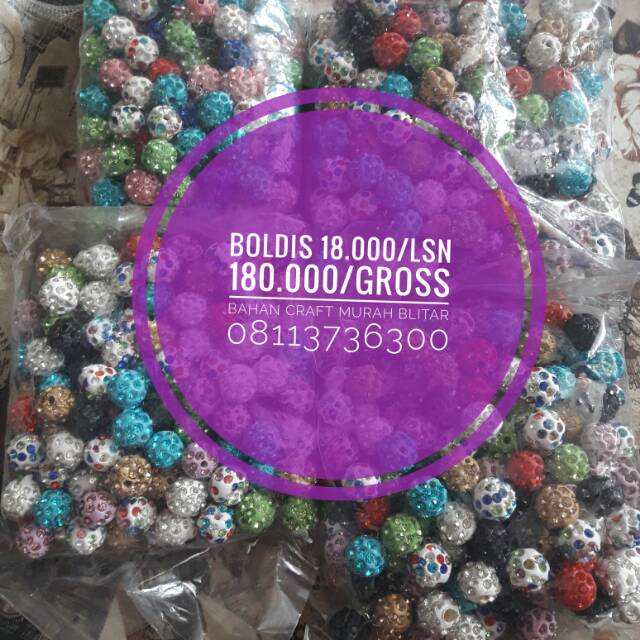 BOLDIS 18.000/LSN
180.000/GROSS
BAHAN CRAFT MURAH BLITAR
08113736300